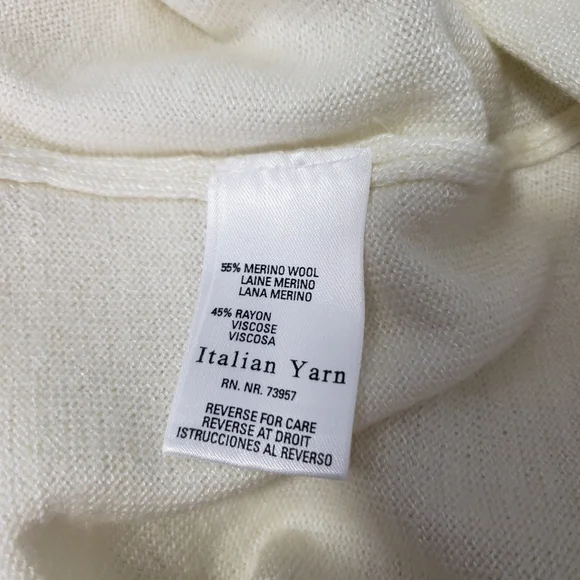 55% MERINO WOOL
LAINE MERINO
LANA MERINO
45% RAYON
VISCOSE
VISCOSA
Italian Yarn
RN. NR. 73957
REVERSE FOR CARE
REVERSE AT DROIT
ISTRUCCIONES AL REVERSO